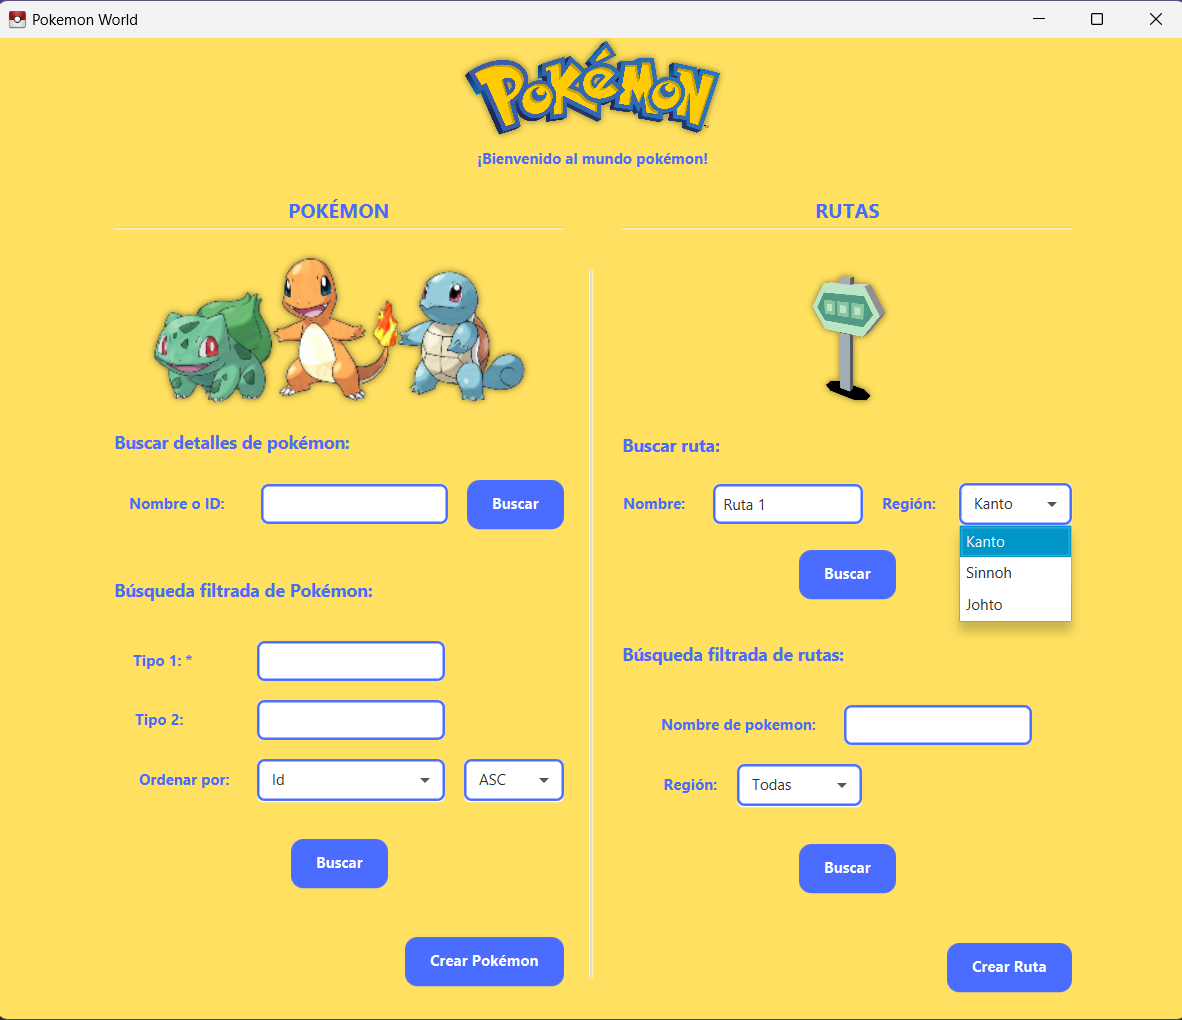 Pokemon World
POKÉMON
¡Bienvenido al mundo pokémon!
POKÉMON
Buscar detalles de pokémon:
Nombre o ID:
Buscar
Búsqueda filtrada de Pokémon:
Tipo 1: *
Tipo 2:
Ordenar por:
Id
ASC
Buscar
Crear Pokémon
RUTAS
Buscar ruta:
Nombre:
Ruta 1
Región:
Kanto
Kanto
Sinnoh
Johto
Buscar
Búsqueda filtrada de rutas:
Nombre de pokemon:
Región:
Todas
Buscar
Crear Ruta